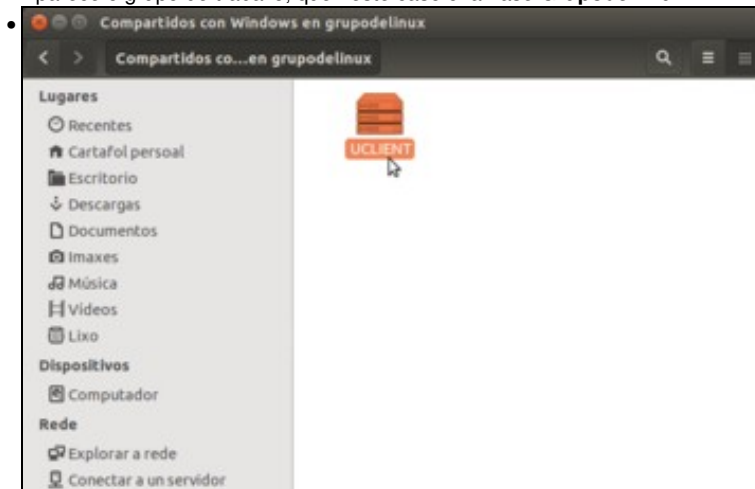 Compartidos con Windows en grupodelinux
Compartidos co...en grupodelinux
Lugares
Recentes
Cartafol persoal
Escritorio
Descargas
Documentos
Imaxes
Música
Vídeos
Lixo
Dispositivos
Computador
Rede
Explorar a rede
Conectar a un servidor
UCLIENT